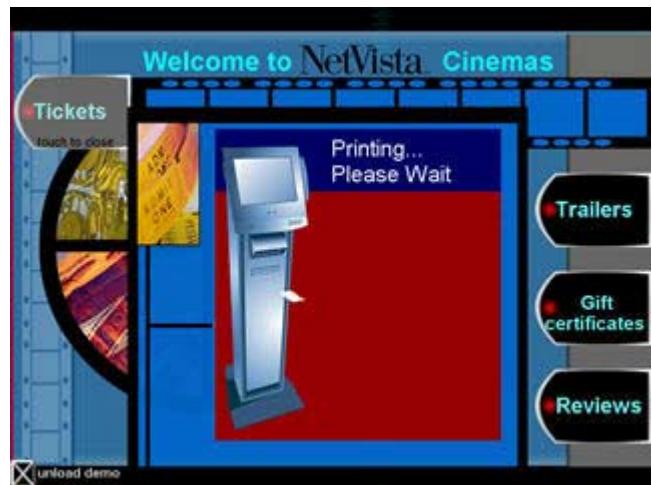 Welcome to NetVista Cinemas
Tickets
touch to close
Printing...
Please Wait
Trailers
Gift
certificates
Reviews
unload demo